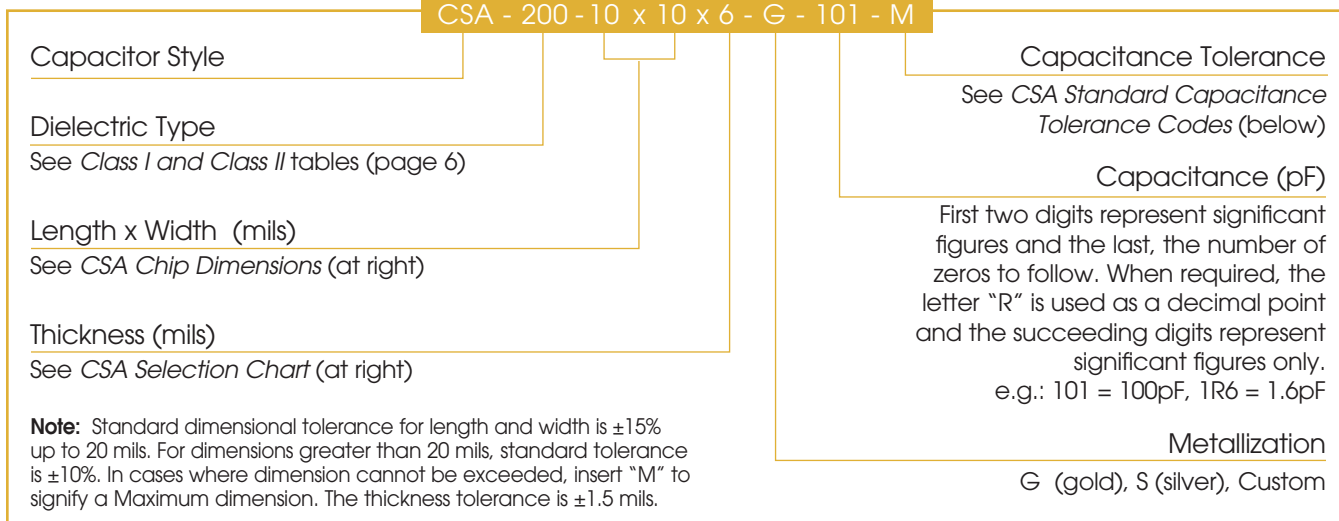 CSA - 200 - 10 x 10 x 6 - G - 101 - M
Capacitor Style
Dielectric Type
See Class I and Class II tables (page 6)
Length x Width (mils)
See CSA Chip Dimensions (at right)
Thickness (mils)
See CSA Selection Chart (at right)
Note: Standard dimensional tolerance for length and width is ±15%
up to 20 mils. For dimensions greater than 20 mils, standard tolerance
is ±10%. In cases where dimension cannot be exceeded, insert “M” to
signify a Maximum dimension. The thickness tolerance is ±1.5 mils.
Capacitance Tolerance
See CSA Standard Capacitance
Tolerance Codes (below)
Capacitance (pF)
First two digits represent significant
figures and the last, the number of
zeros to follow. When required, the
letter “R” is used as a decimal point
and the succeeding digits represent
significant figures only.
e.g.: 101 = 100pF, 1R6 = 1.6pF
Metallization
G (gold), S (silver), Custom